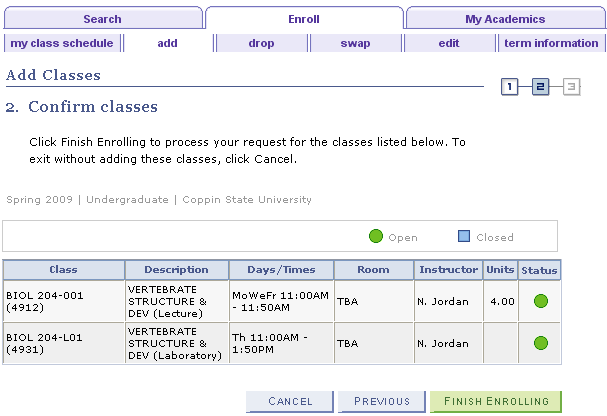 Search Enroll My Academics
my class schedule add drop swap edit term information
Add Classes
1 2 3
2. Confirm classes
Click Finish Enrolling to process your request for the classes listed below. To
exit without adding these classes, click Cancel.
Spring 2009 | Undergraduate | Coppin State University
Open Closed
Class Description Days/Times Room Instructor Units Status
BIOL 204-001
(4912)
VERTEBRATE
STRUCTURE &
DEV (Lecture)
MoWeFr 11:00AM
- 11:50AM
TBA
N. Jordan
4.00
BIOL 204-L01
(4931)
VERTEBRATE
STRUCTURE &
DEV (Laboratory)
Th 11:00AM -
1:50PM
TBA
N. Jordan
CANCEL PREVIOUS FINISH ENROLLING